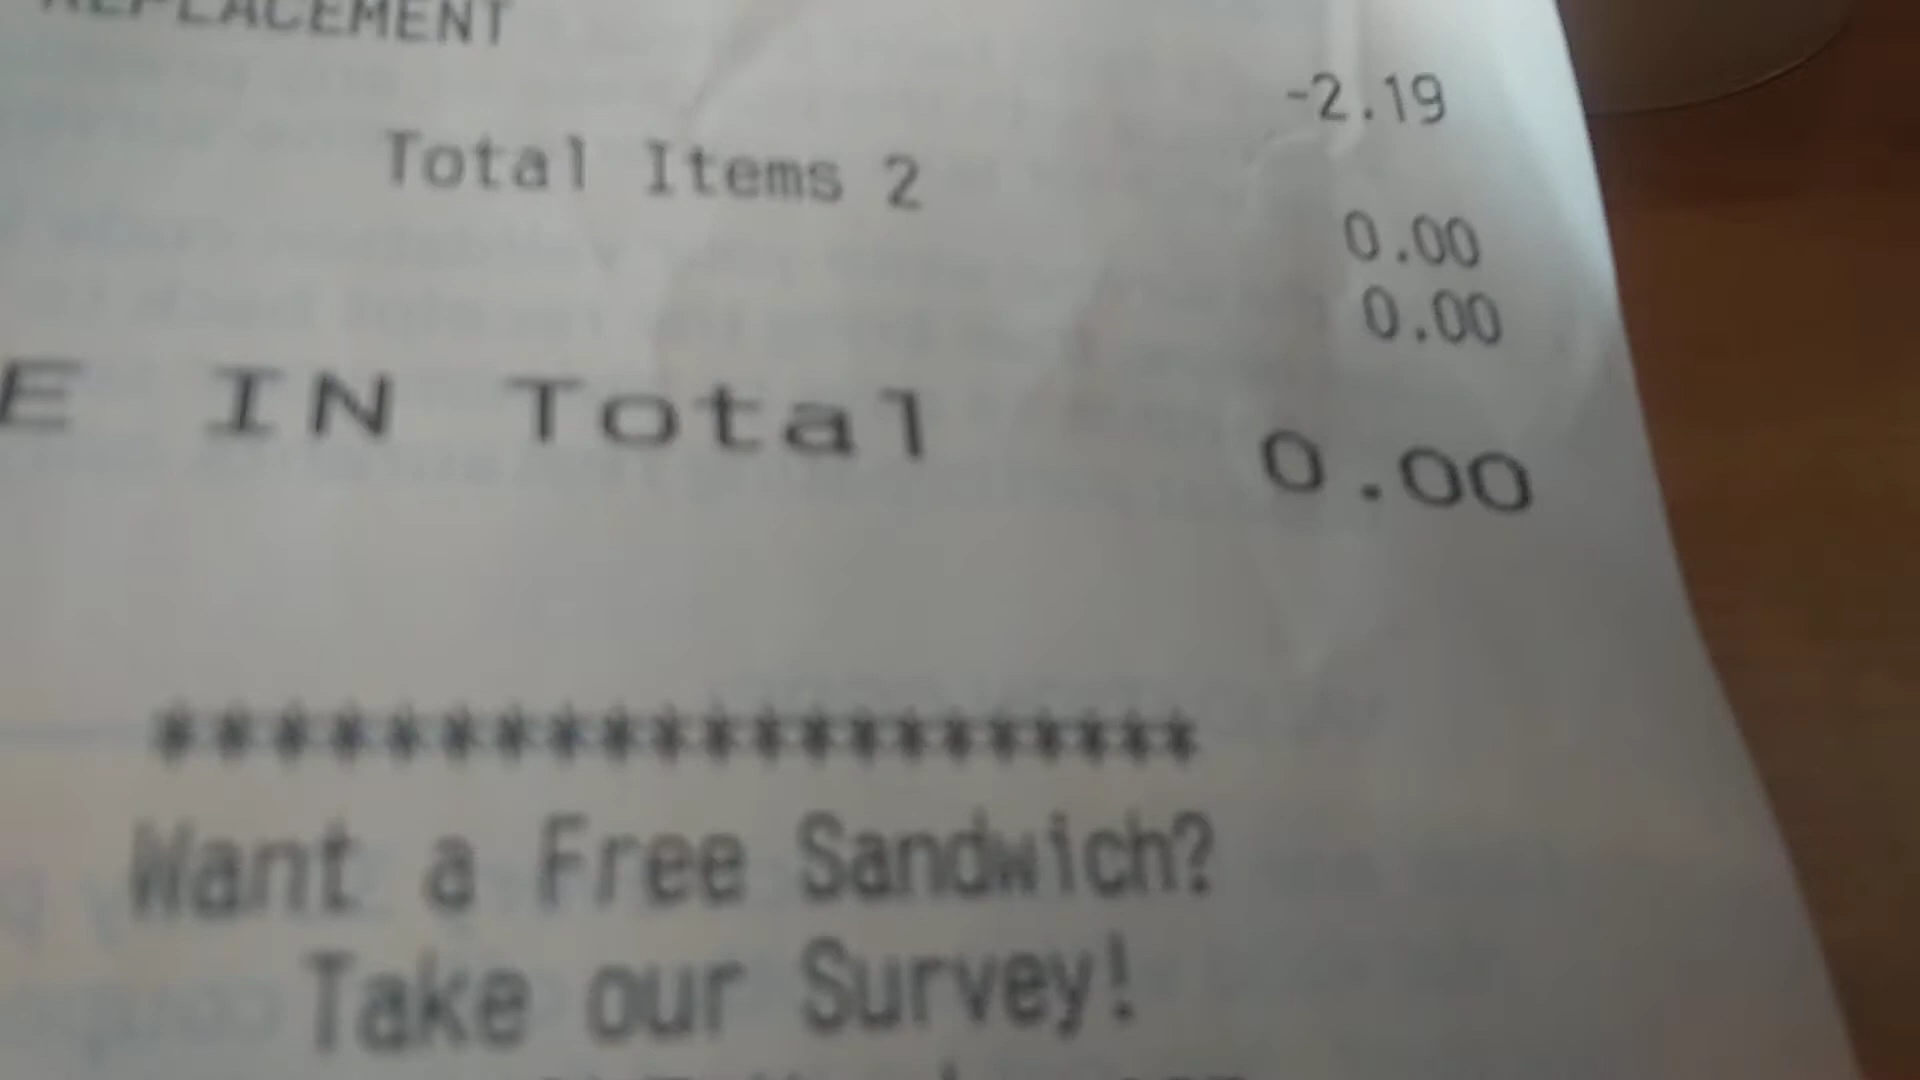 REPLACEMENT
-2.19
Total Items 2
0.00
0.00
E IN Total 0.00
**********************
Want a Free Sandwich?
Take our Survey!